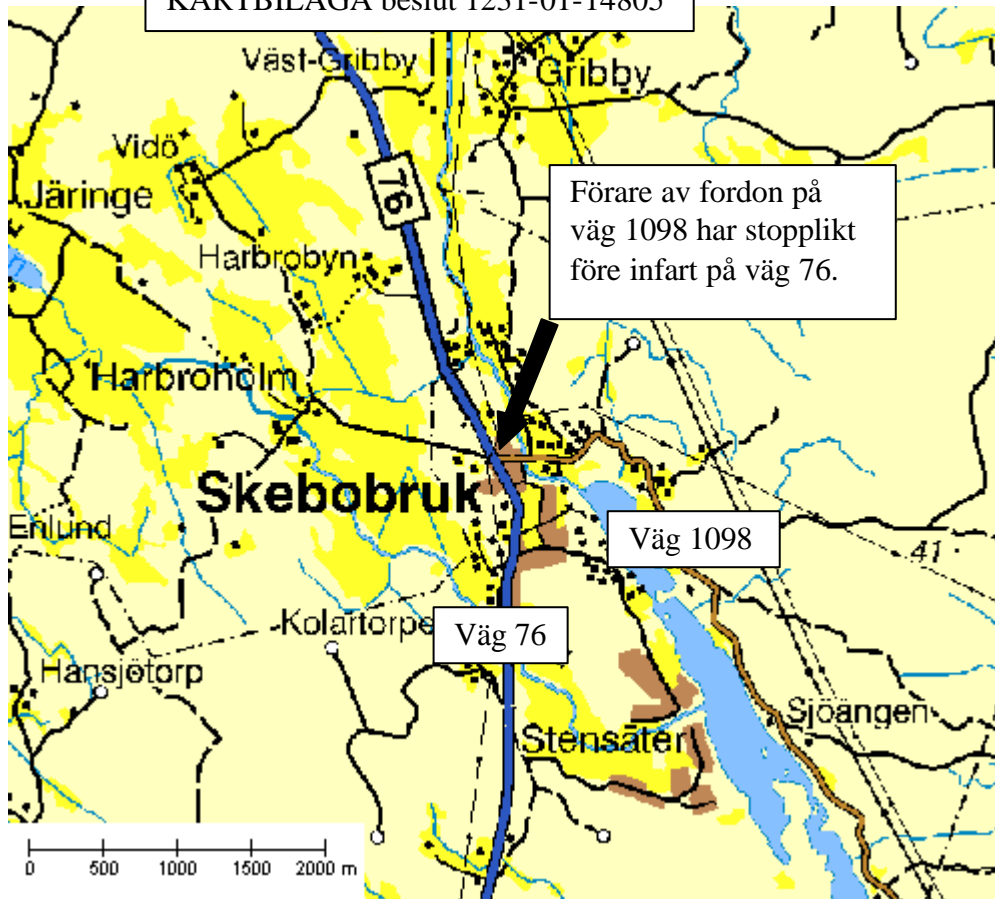 KARTBILAGA beslut 1231-01-14805
Väst-Gribby
Gribby
Vidö
76
Järinge
Förare av fordon på
väg 1098 har stopplikt
före infart på väg 76.
Harbrobyn
Harbroholm
Skebobruk
Enlund
Väg 1098
41
Kolartorpe
Väg 76
Hansjötorp
Sjöängen
Stensäter
0 500 1000 1500 2000 m